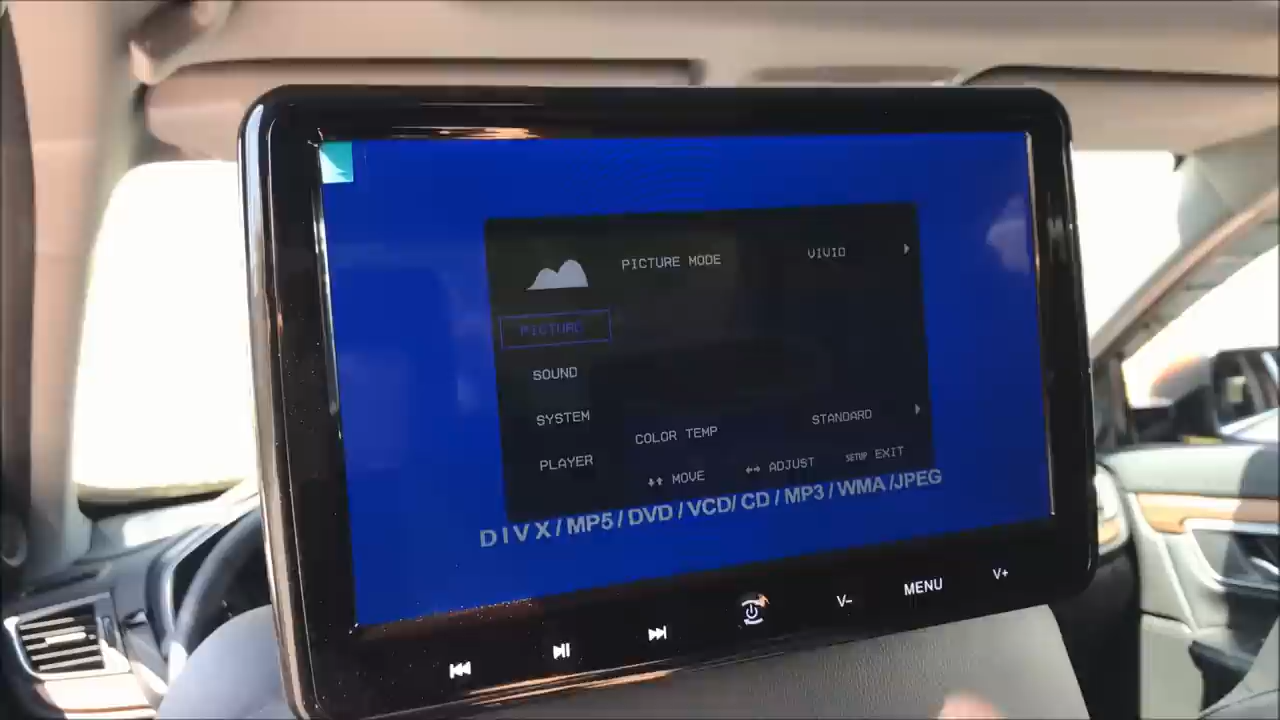 PICTURE MODE VIVID
PICTURE
SOUND
SYSTEM
COLOR TEMP STANDARD
PLAYER
MOVE ADJUST SETUP EXIT
DIVX / MP5 / DVD / VCD/ CD / MP3 / WMA /JPEG
V- MENU V+